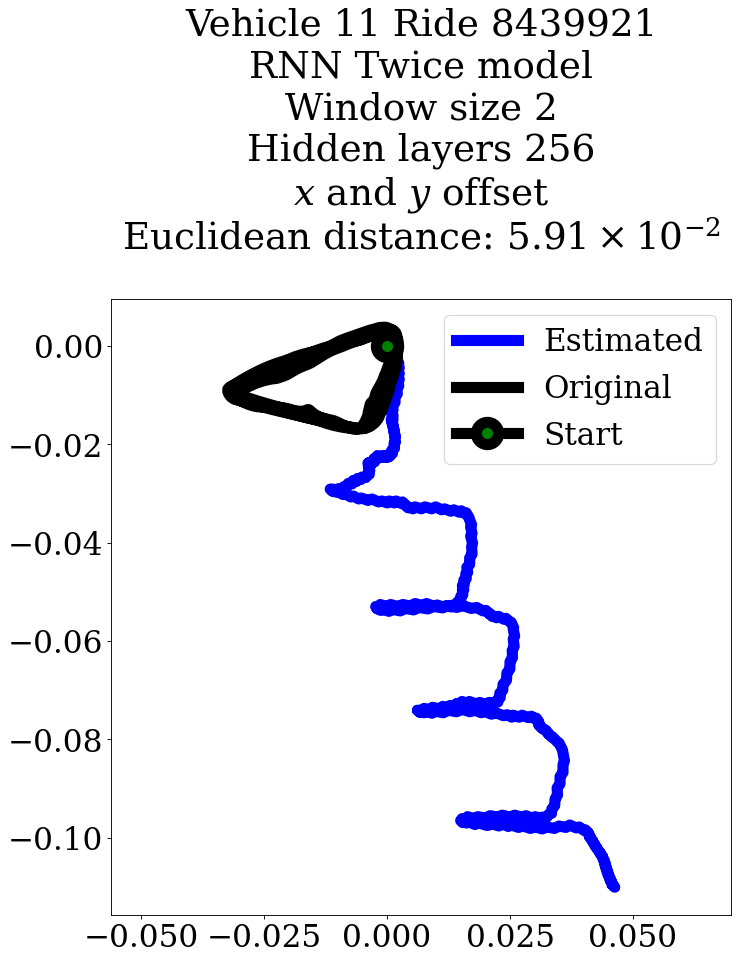 Vehicle 11 Ride 8439921
RNN Twice model
Window size 2
Hidden layers 256
x and y offset
Euclidean distance: 5.91 × 10⁻²
Estimated
Original
Start
0.00
−0.02
−0.04
−0.06
−0.08
−0.10
−0.050 −0.025 0.000 0.025 0.050